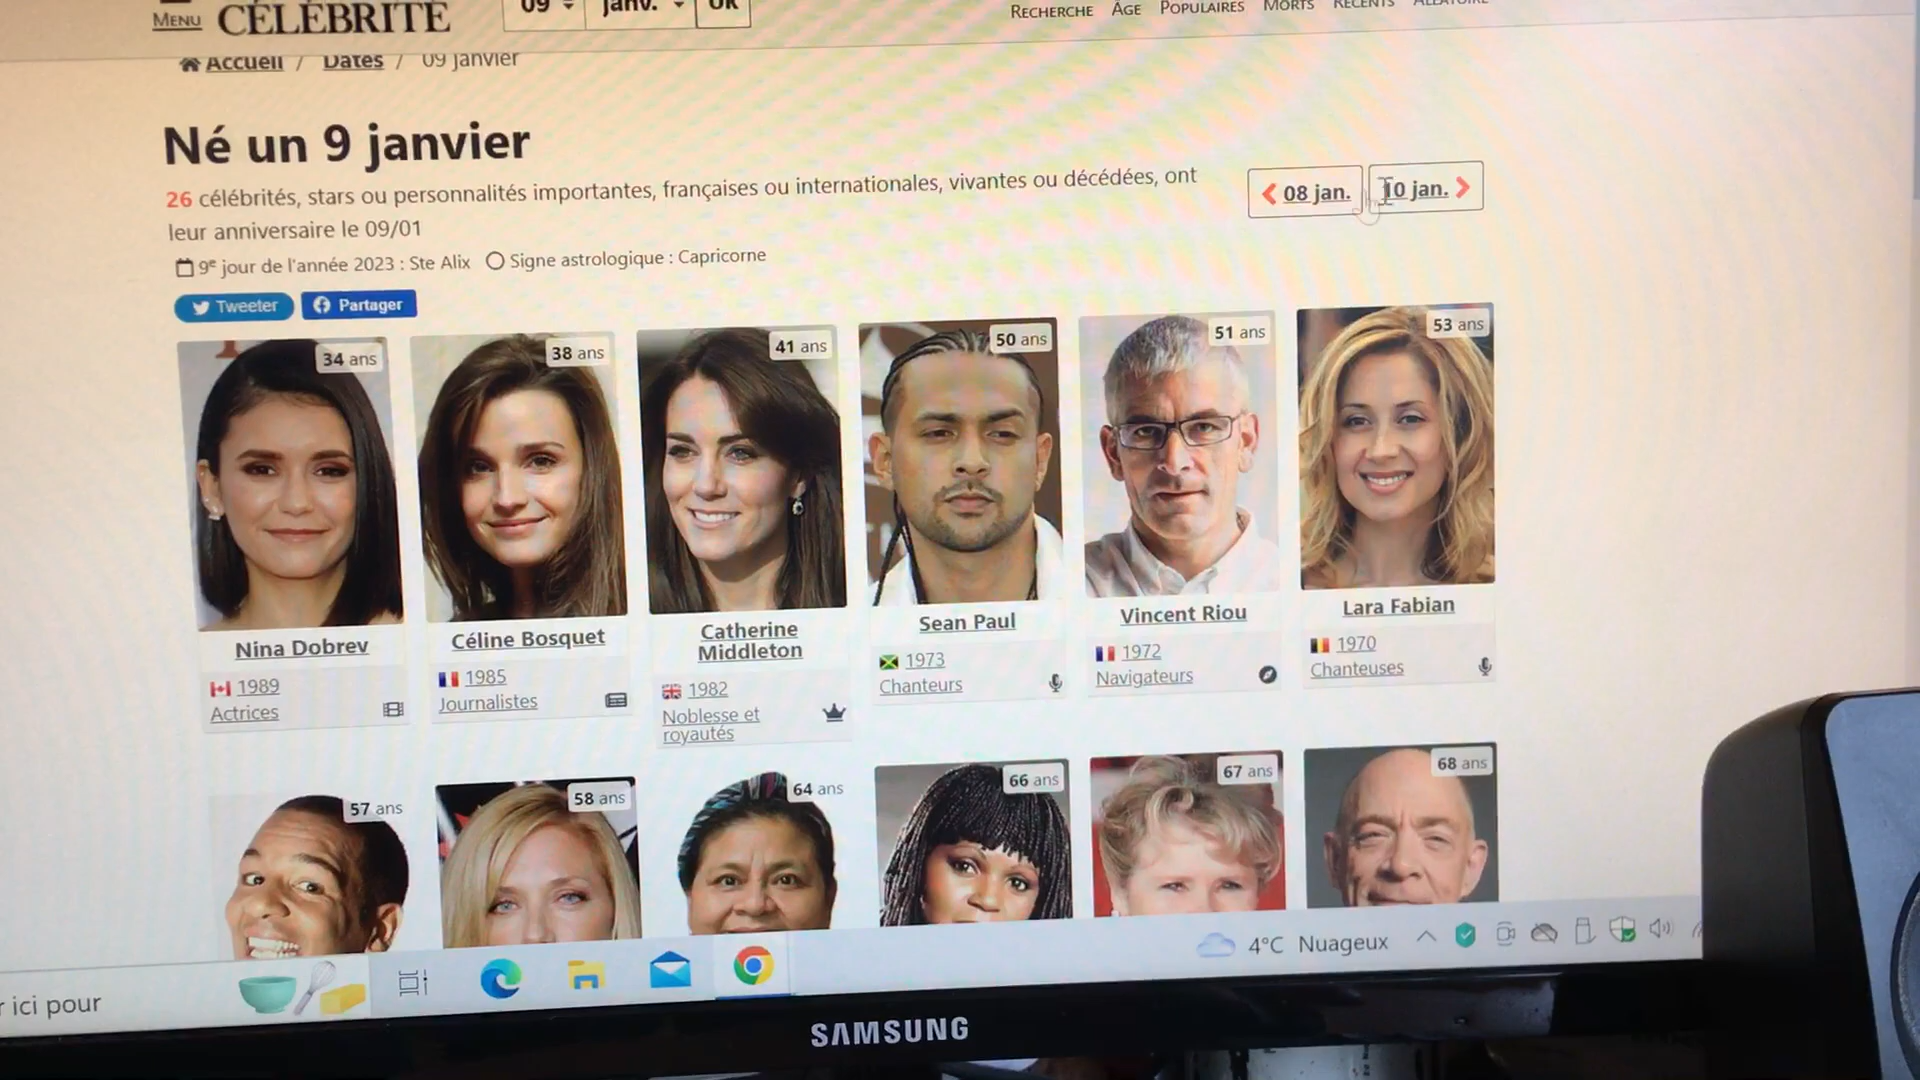 MENU CÉLÉBRITÉ 09 janv. OK RECHERCHE ÂGE POPULAIRES MORTS RÉCENTS ALÉATOIRE
Accueil / Dates / 09 janvier
Né un 9 janvier
26 célébrités, stars ou personnalités importantes, françaises ou internationales, vivantes ou décédées, ont
leur anniversaire le 09/01
08 jan. 10 jan.
9e jour de l'année 2023 : Ste Alix Signe astrologique : Capricorne
Tweeter Partager
34 ans 38 ans 41 ans 50 ans 51 ans 53 ans
Nina Dobrev
1989
Actrices
Céline Bosquet
1985
Journalistes
Catherine
Middleton
1982
Noblesse et
royautés
Sean Paul
1973
Chanteurs
Vincent Riou
1972
Navigateurs
Lara Fabian
1970
Chanteuses
57 ans 58 ans 64 ans 66 ans 67 ans 68 ans
r ici pour
4°C Nuageux
SAMSUNG